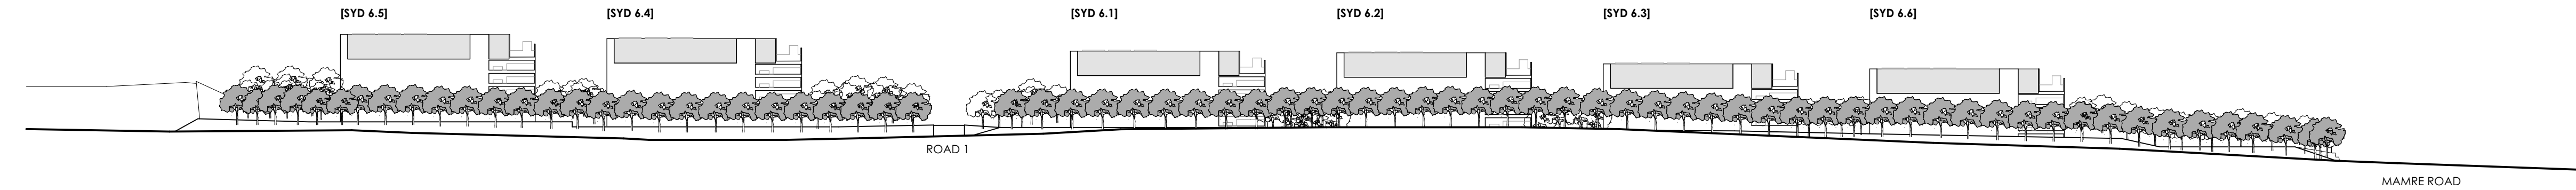 [SYD 6.5]
[SYD 6.4]
[SYD 6.1]
[SYD 6.2]
[SYD 6.3]
[SYD 6.6]
ROAD 1
MAMRE ROAD